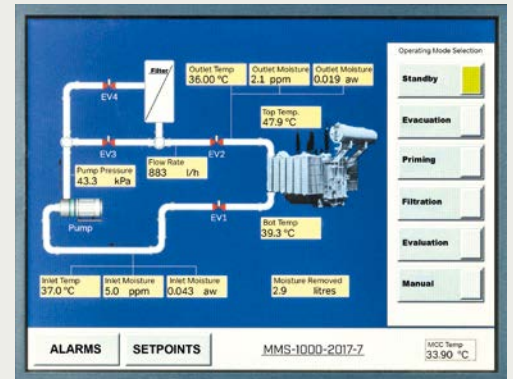 Operating Mode Selection
Filter
Outlet Temp
36.00 °C
Outlet Moisture
2.1 ppm
Outlet Moisture
0.019 aw
Standby
EV4
Top Temp.
47.9 °C
Evacuation
EV3
EV2
Flow Rate
883 l/h
Priming
Pump Pressure
43.3 kPa
Filtration
Pump
EV1
Bot Temp
39.3 °C
Evaluation
Inlet Temp
37.0 °C
Inlet Moisture
5.0 ppm
Inlet Moisture
0.043 aw
Moisture Removed
2.9 litres
Manual
ALARMS
SETPOINTS
MMS-1000-2017-7
MCC Temp
33.90 °C